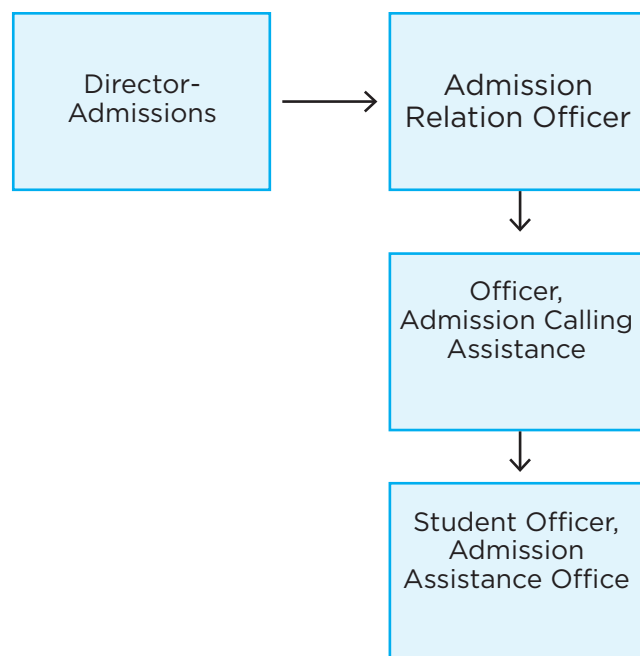 Director-
Admissions
Admission
Relation Officer
Officer,
Admission Calling
Assistance
Student Officer,
Admission
Assistance Office